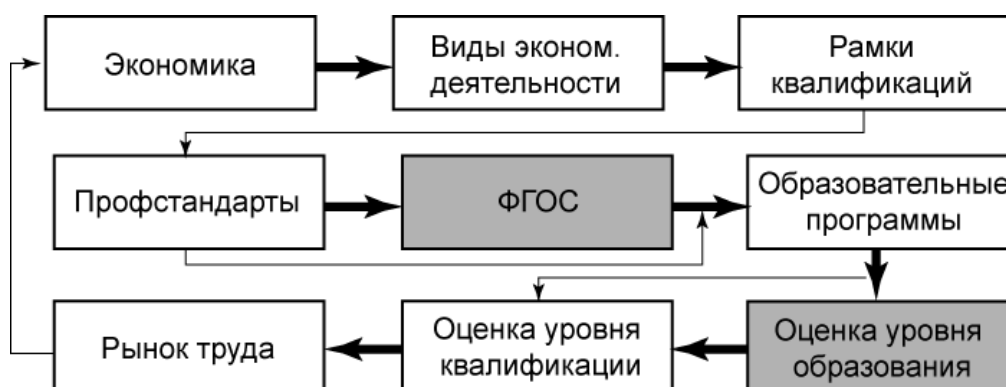 Экономика
Виды эконом.
деятельности
Рамки
квалификаций
Профстандарты
ФГОС
Образовательные
программы
Рынок труда
Оценка уровня
квалификации
Оценка уровня
образования